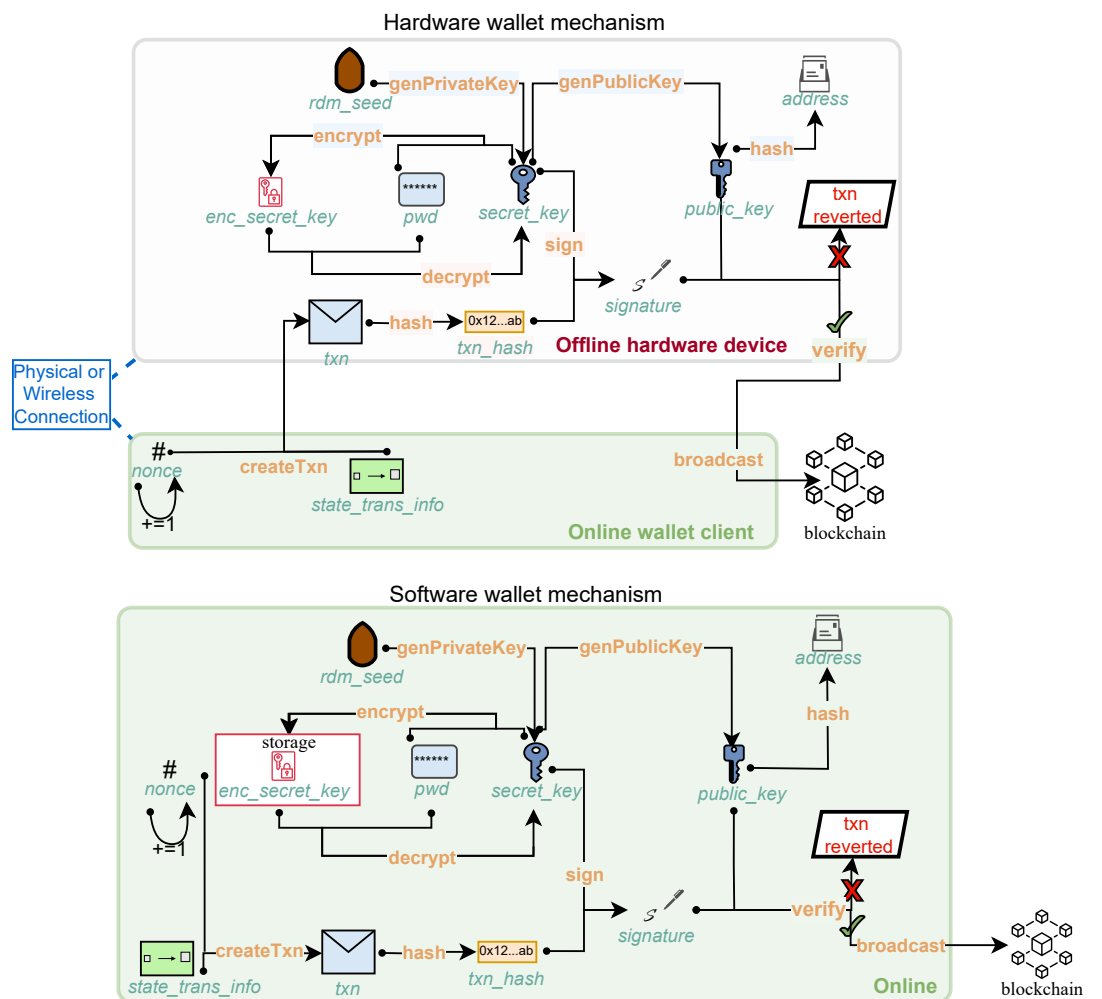 Hardware wallet mechanism
genPrivateKey
genPublicKey
rdm_seed
address
encrypt
hash
******
enc_secret_key
pwd
secret_key
public_key
txn
reverted
sign
decrypt
signature
hash
0x12...ab
txn
txn_hash
Offline hardware device
verify
Physical or
Wireless
Connection
#
nonce
createTxn
broadcast
state_trans_info
+=1
Online wallet client
blockchain
Software wallet mechanism
genPrivateKey
genPublicKey
rdm_seed
address
encrypt
hash
storage
******
#
nonce
enc_secret_key
pwd
secret_key
public_key
+=1
txn
reverted
decrypt
sign
verify
signature
createTxn
hash
0x12...ab
broadcast
state_trans_info
txn
txn_hash
Online
blockchain